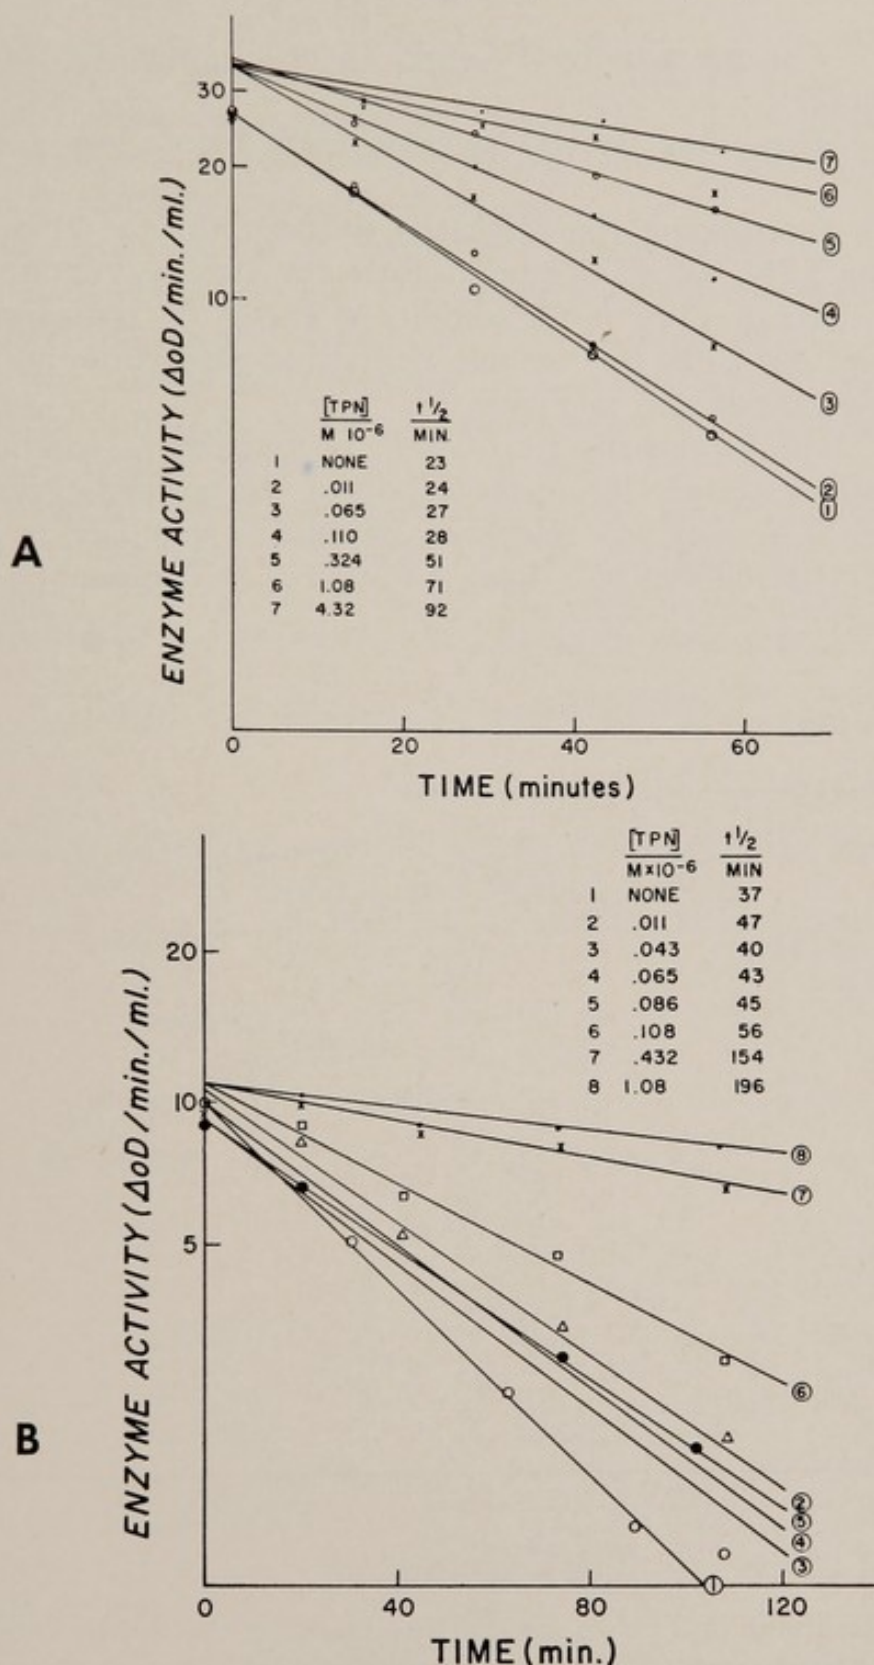 30
20
10
ENZYME ACTIVITY (ΔOD/min./ml.)
A
[TPN] t 1/2
M 10-6 MIN.
1 NONE 23
2 .011 24
3 .065 27
4 .110 28
5 .324 51
6 1.08 71
7 4.32 92
7
6
5
4
3
2
1
0 20 40 60
TIME (minutes)
[TPN] t 1/2
M×10-6 MIN
1 NONE 37
2 .011 47
3 .043 40
4 .065 43
5 .086 45
6 .108 56
7 .432 154
8 1.08 196
20
10
5
ENZYME ACTIVITY (ΔOD/min./ml.)
B
8
7
6
2
5
4
3
1
0 40 80 120
TIME (min.)